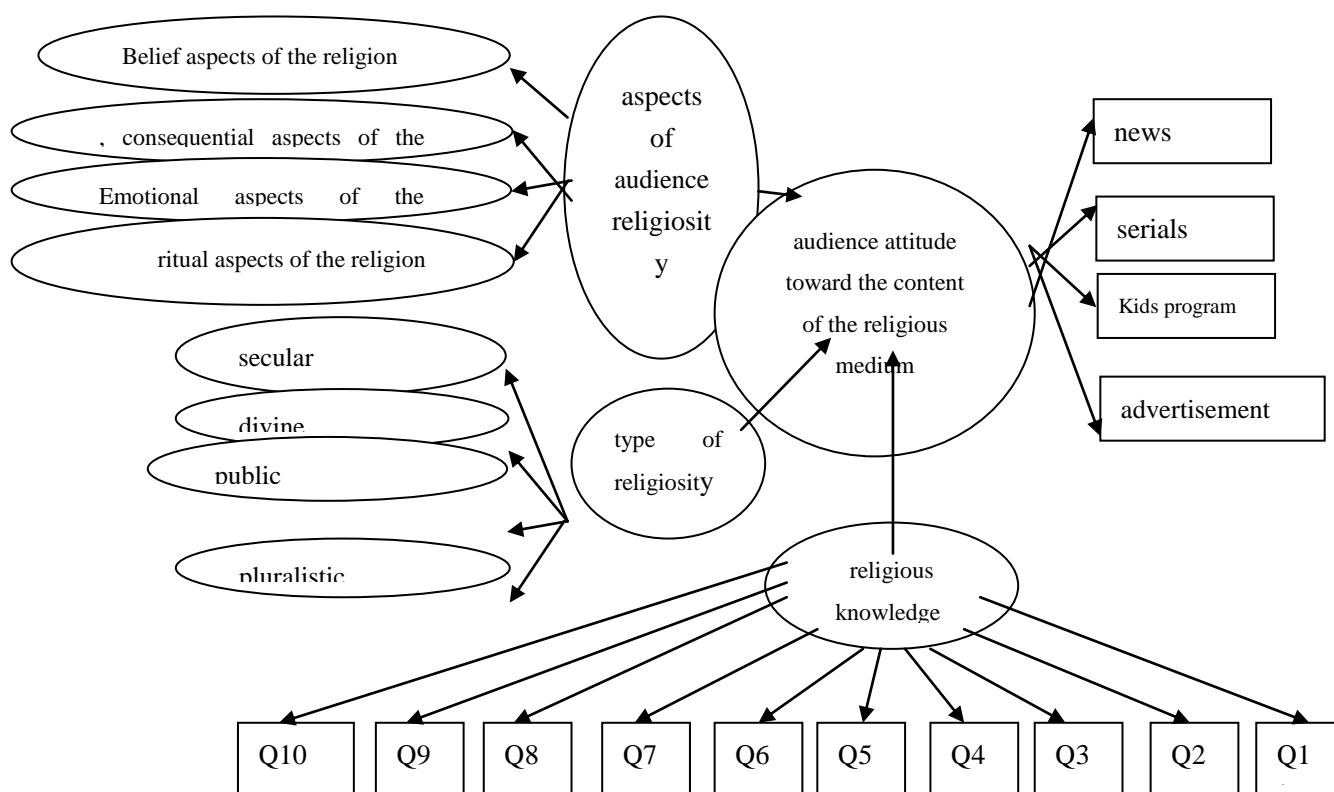 Belief aspects of the religion
, consequential aspects of the
Emotional aspects of the
ritual aspects of the religion
aspects
of
audience
religiosit
y
audience attitude
toward the content
of the religious
medium
news
serials
Kids program
advertisement
secular
divine
public
pluralistic
type of
religiosity
religious
knowledge
Q10
Q9
Q8
Q7
Q6
Q5
Q4
Q3
Q2
Q1